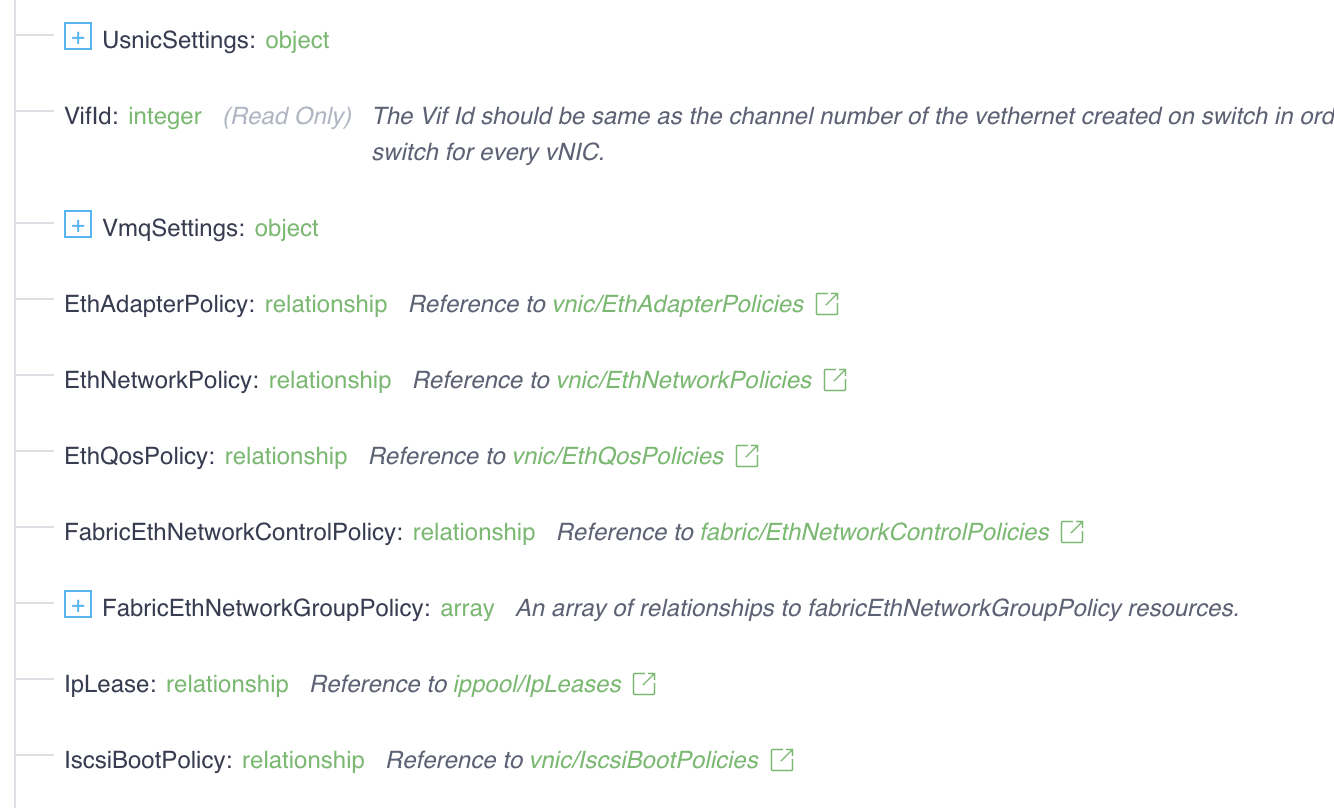 UsnicSettings: object
VifId: integer (Read Only) The Vif Id should be same as the channel number of the vethernet created on switch in ord
switch for every vNIC.
VmqSettings: object
EthAdapterPolicy: relationship Reference to vnic/EthAdapterPolicies
EthNetworkPolicy: relationship Reference to vnic/EthNetworkPolicies
EthQosPolicy: relationship Reference to vnic/EthQosPolicies
FabricEthNetworkControlPolicy: relationship Reference to fabric/EthNetworkControlPolicies
FabricEthNetworkGroupPolicy: array An array of relationships to fabricEthNetworkGroupPolicy resources.
IpLease: relationship Reference to ippool/IpLeases
IscsiBootPolicy: relationship Reference to vnic/IscsiBootPolicies